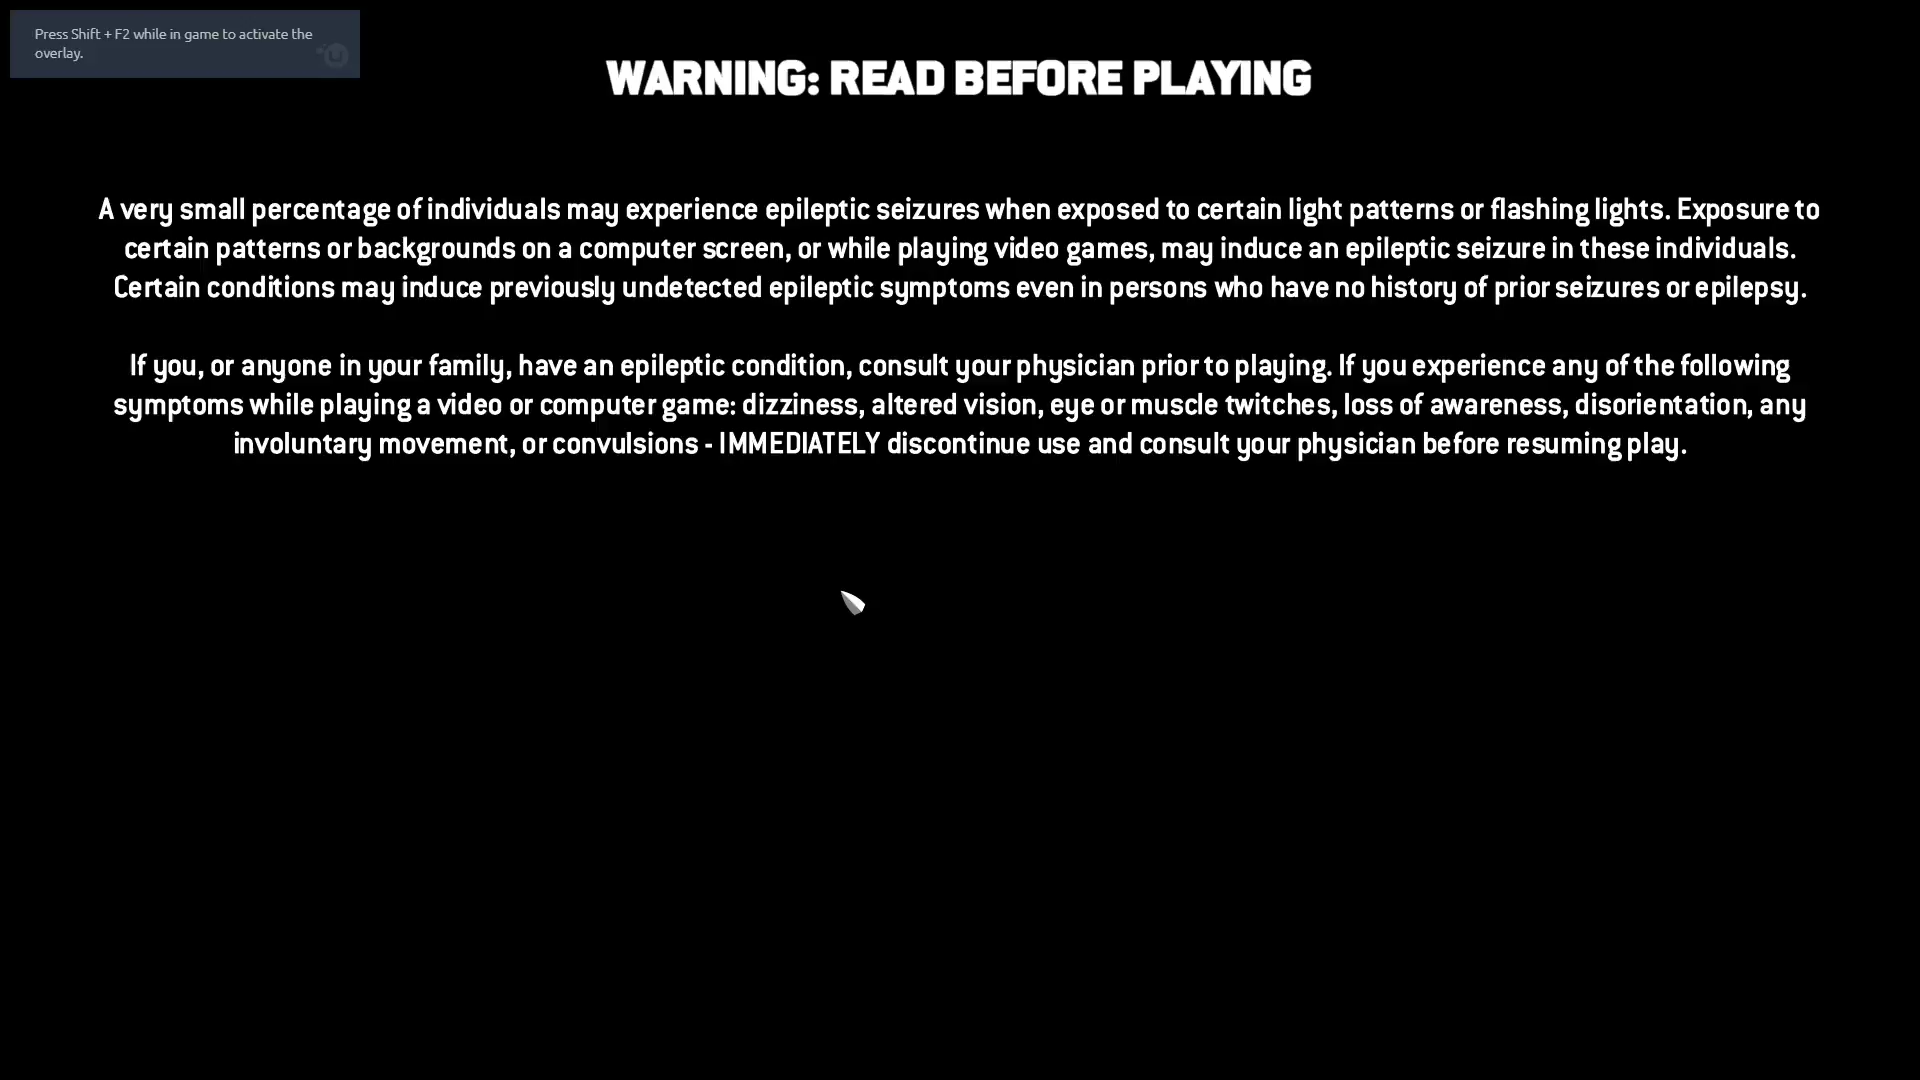 Press Shift + F2 while in game to activate the
overlay.
WARNING: READ BEFORE PLAYING
A very small percentage of individuals may experience epileptic seizures when exposed to certain light patterns or flashing lights. Exposure to
certain patterns or backgrounds on a computer screen, or while playing video games, may induce an epileptic seizure in these individuals.
Certain conditions may induce previously undetected epileptic symptoms even in persons who have no history of prior seizures or epilepsy.
If you, or anyone in your family, have an epileptic condition, consult your physician prior to playing. If you experience any of the following
symptoms while playing a video or computer game: dizziness, altered vision, eye or muscle twitches, loss of awareness, disorientation, any
involuntary movement, or convulsions - IMMEDIATELY discontinue use and consult your physician before resuming play.